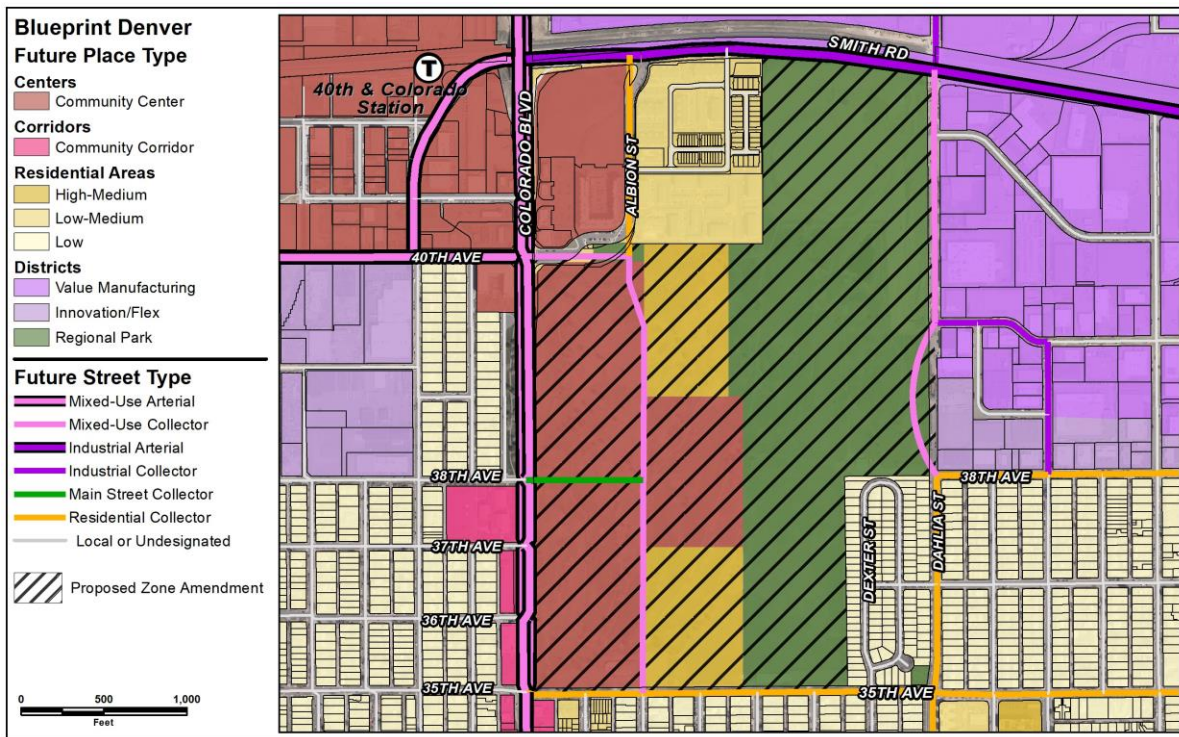 Blueprint Denver
Future Place Type
Centers
Community Center
Corridors
Community Corridor
Residential Areas
High-Medium
Low-Medium
Low
Districts
Value Manufacturing
Innovation/Flex
Regional Park
Future Street Type
Mixed-Use Arterial
Mixed-Use Collector
Industrial Arterial
Industrial Collector
Main Street Collector
Residential Collector
Local or Undesignated
Proposed Zone Amendment
0 500 1,000
Feet
SMITH RD
T
40th & Colorado
Station
COLORADO BLVD
ALBION ST
40TH AVE
38TH AVE
38TH AVE
37TH AVE
DEXTER ST
DAHLIA ST
36TH AVE
35TH AVE
35TH AVE